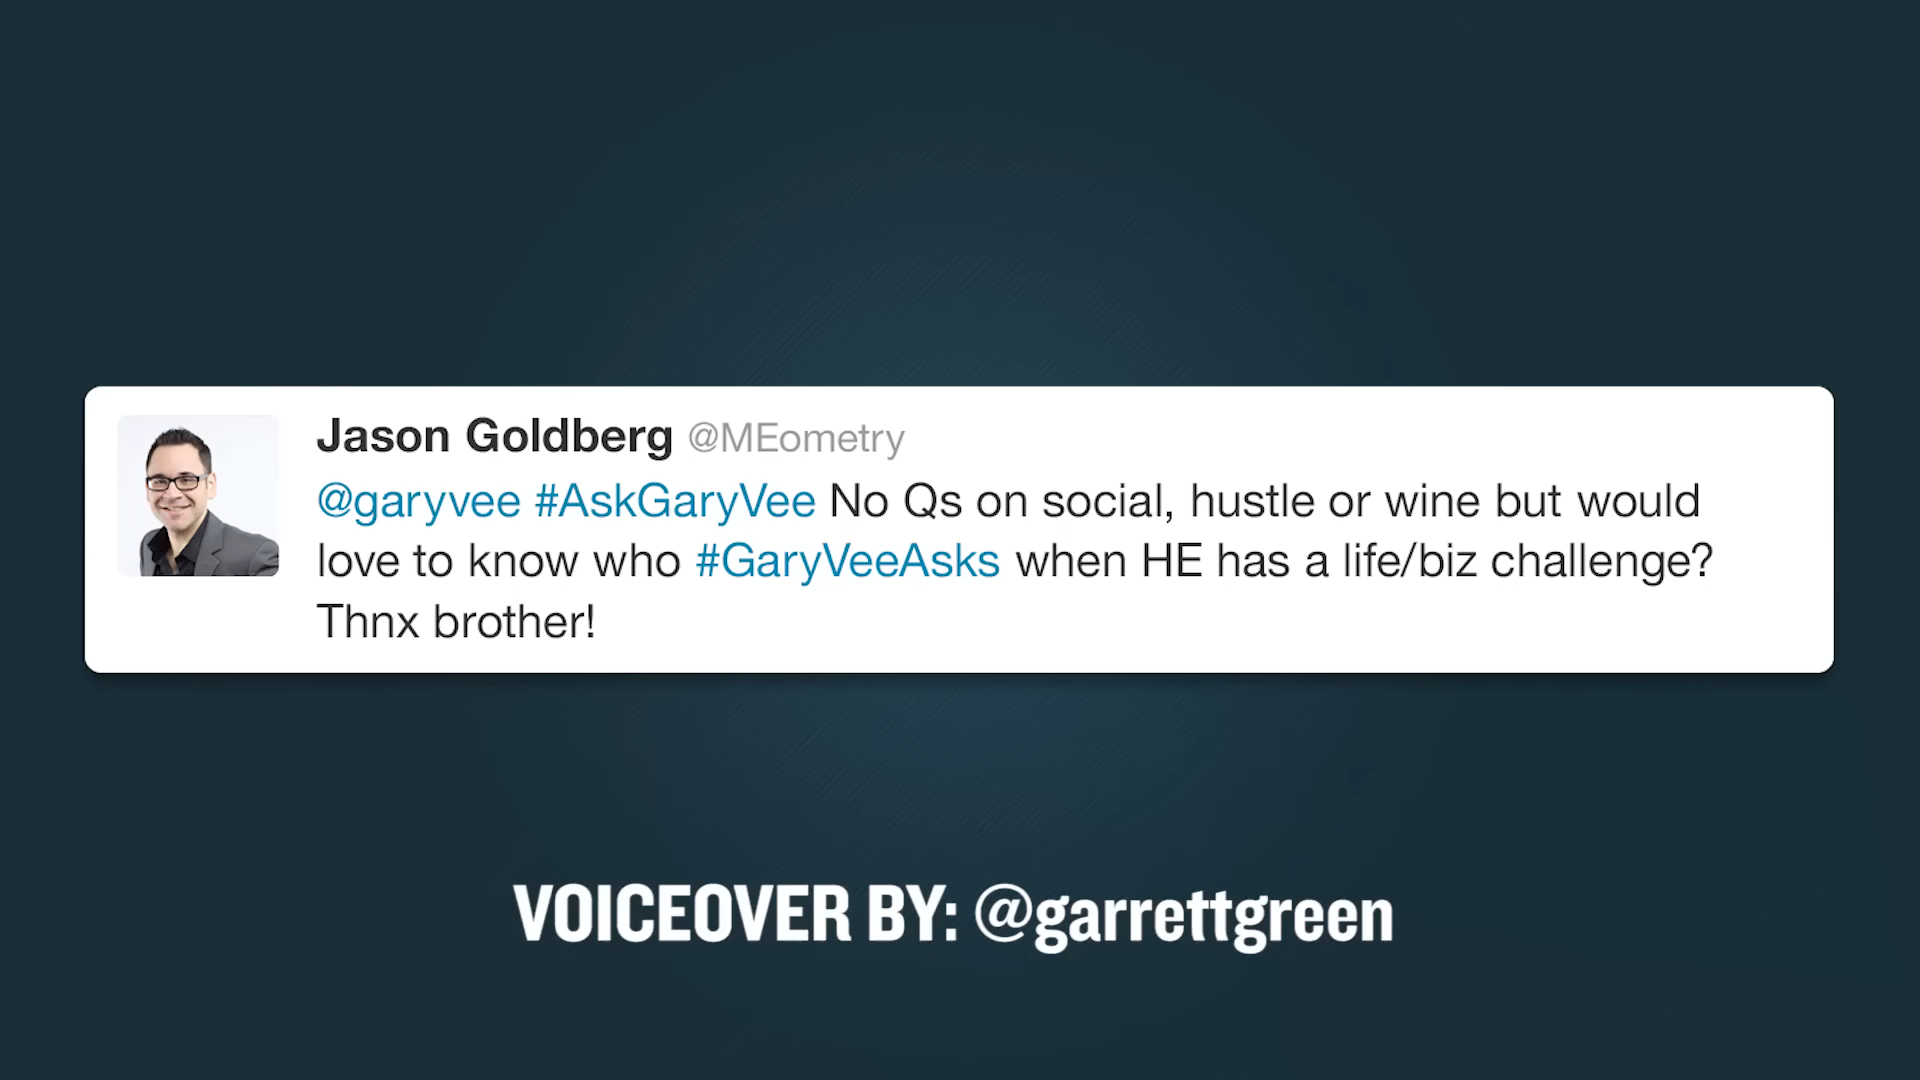 Jason Goldberg @MEometry
@garyvee #AskGaryVee No Qs on social, hustle or wine but would
love to know who #GaryVeeAsks when HE has a life/biz challenge?
Thnx brother!
VOICEOVER BY: @garrettgreen